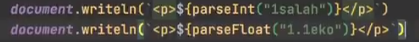 document.writeln(`<p>${parseInt("1salah")}</p>`)
document.writeln(`<p>${parseFloat("1.1eko")}</p>`)